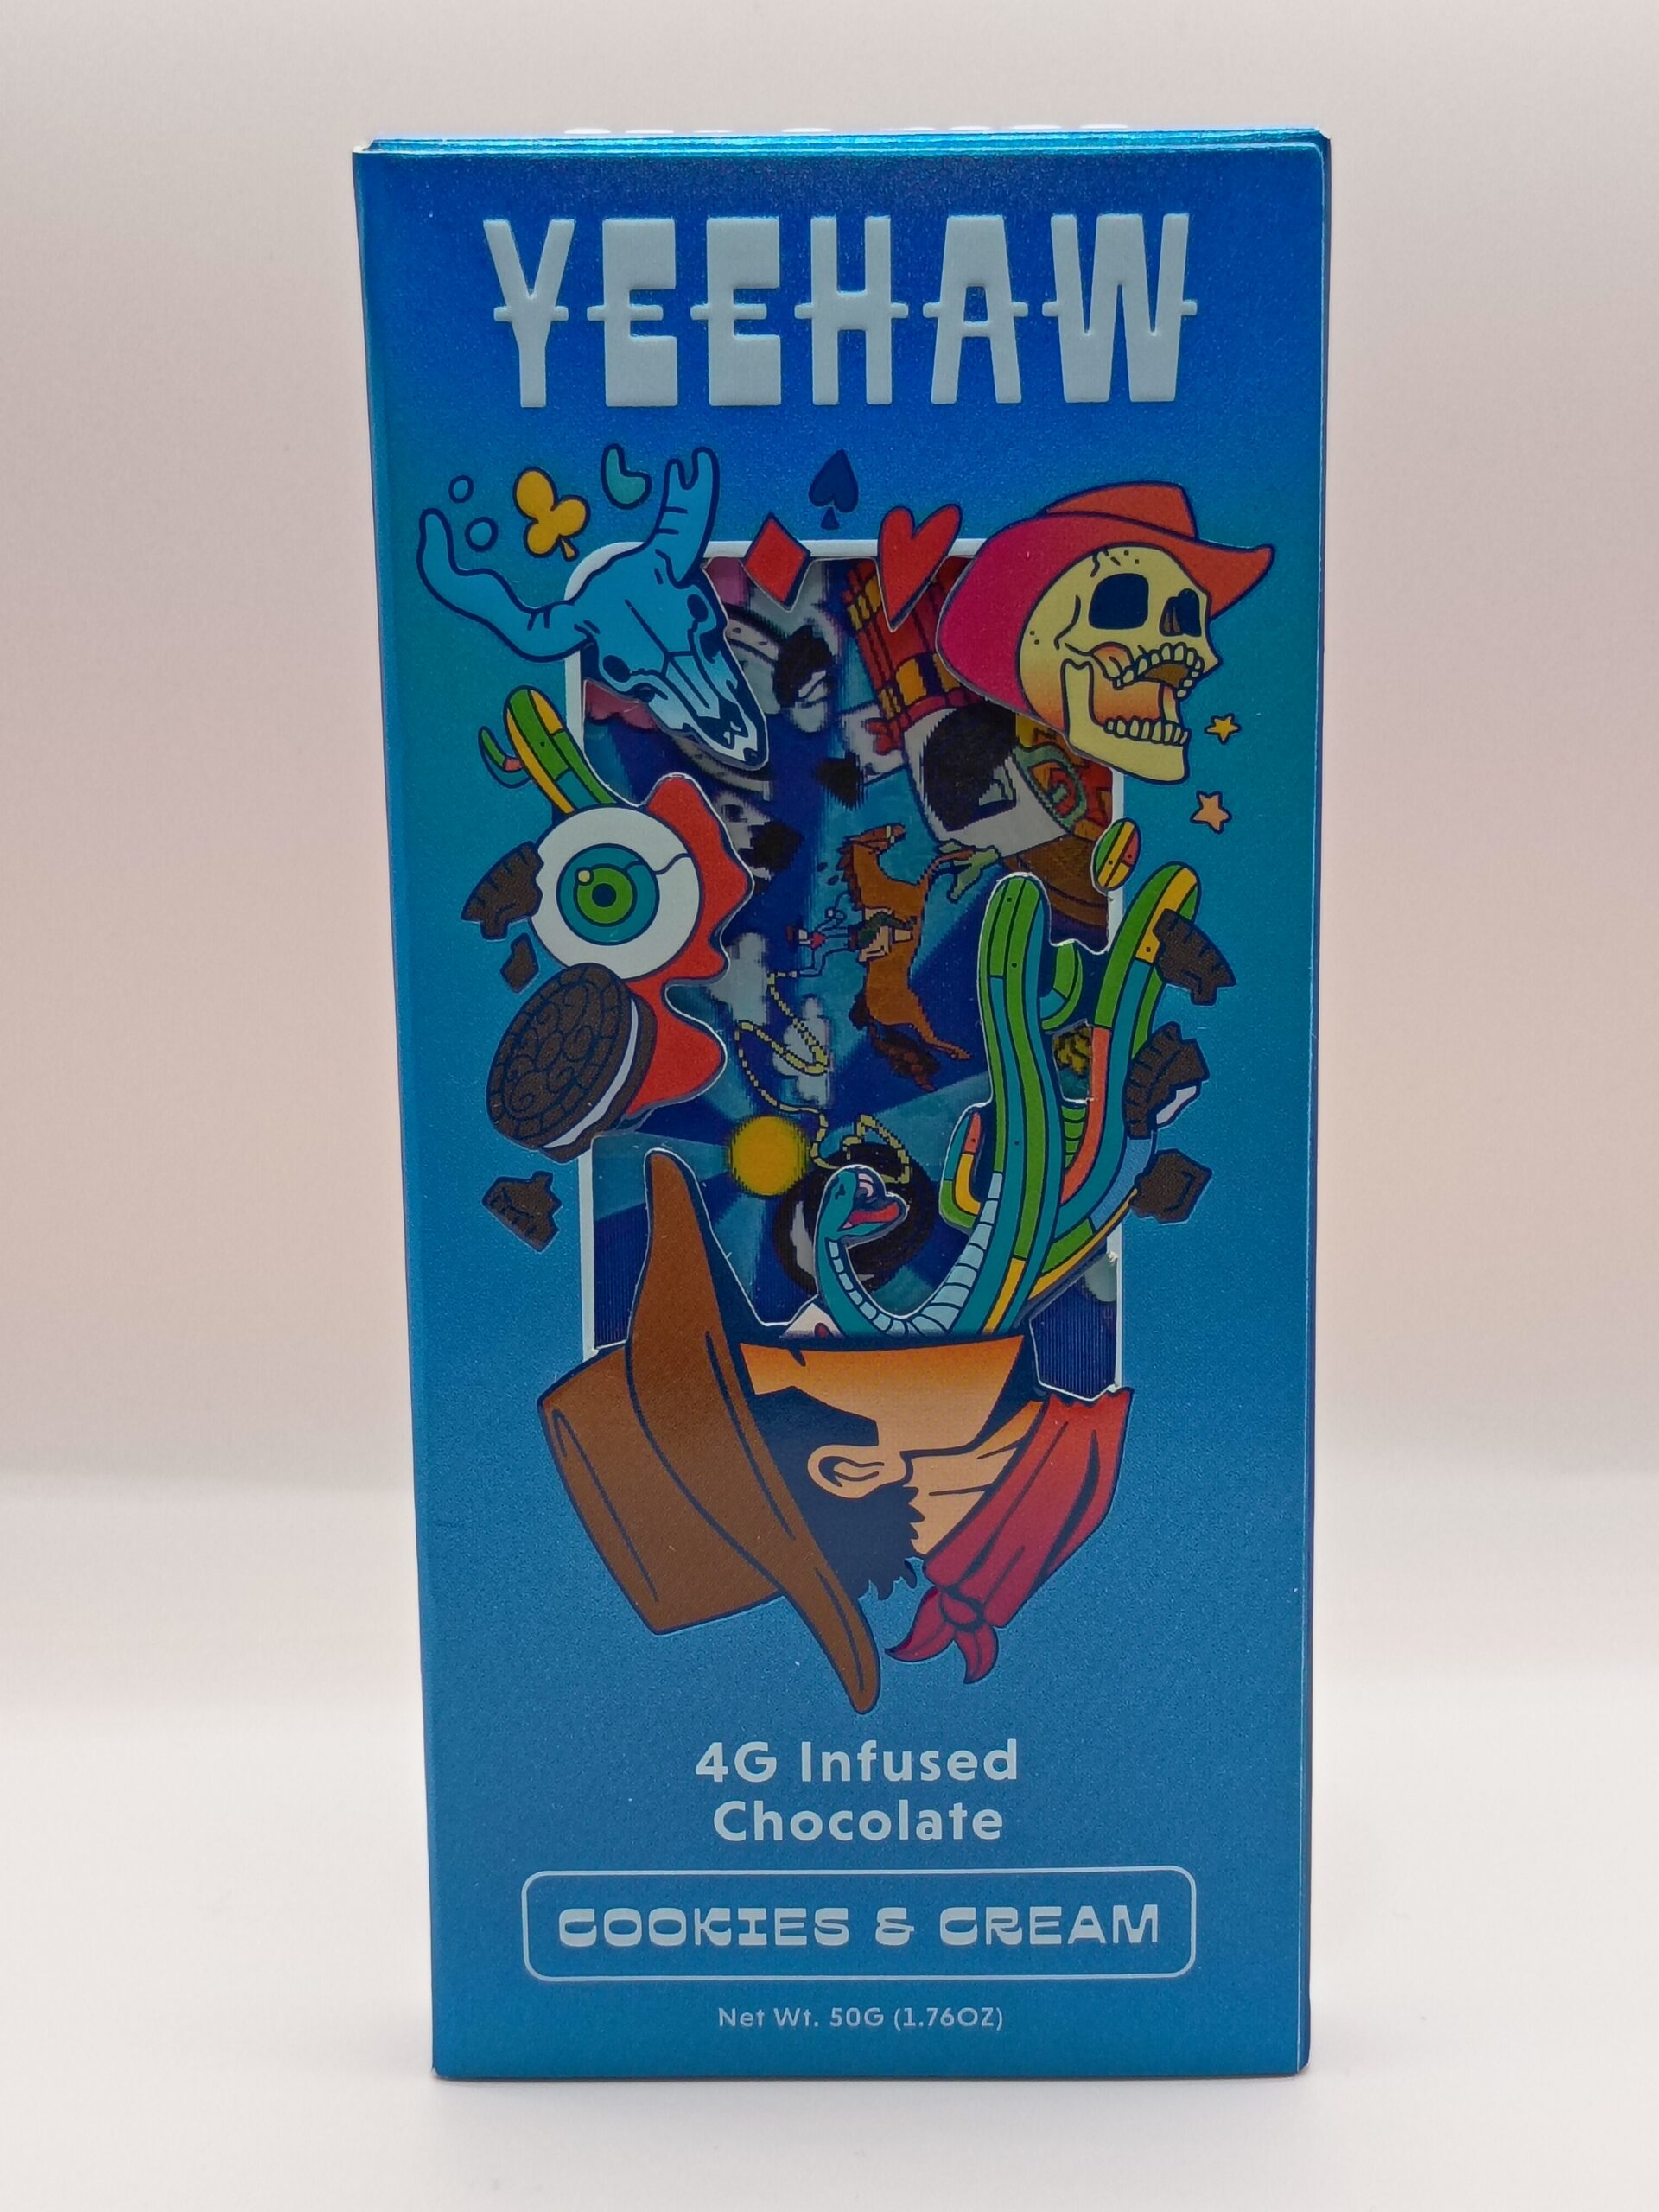 YEEHAW
4G Infused
Chocolate
COOKIES & CREAM
Net Wt. 50G (1.76OZ)